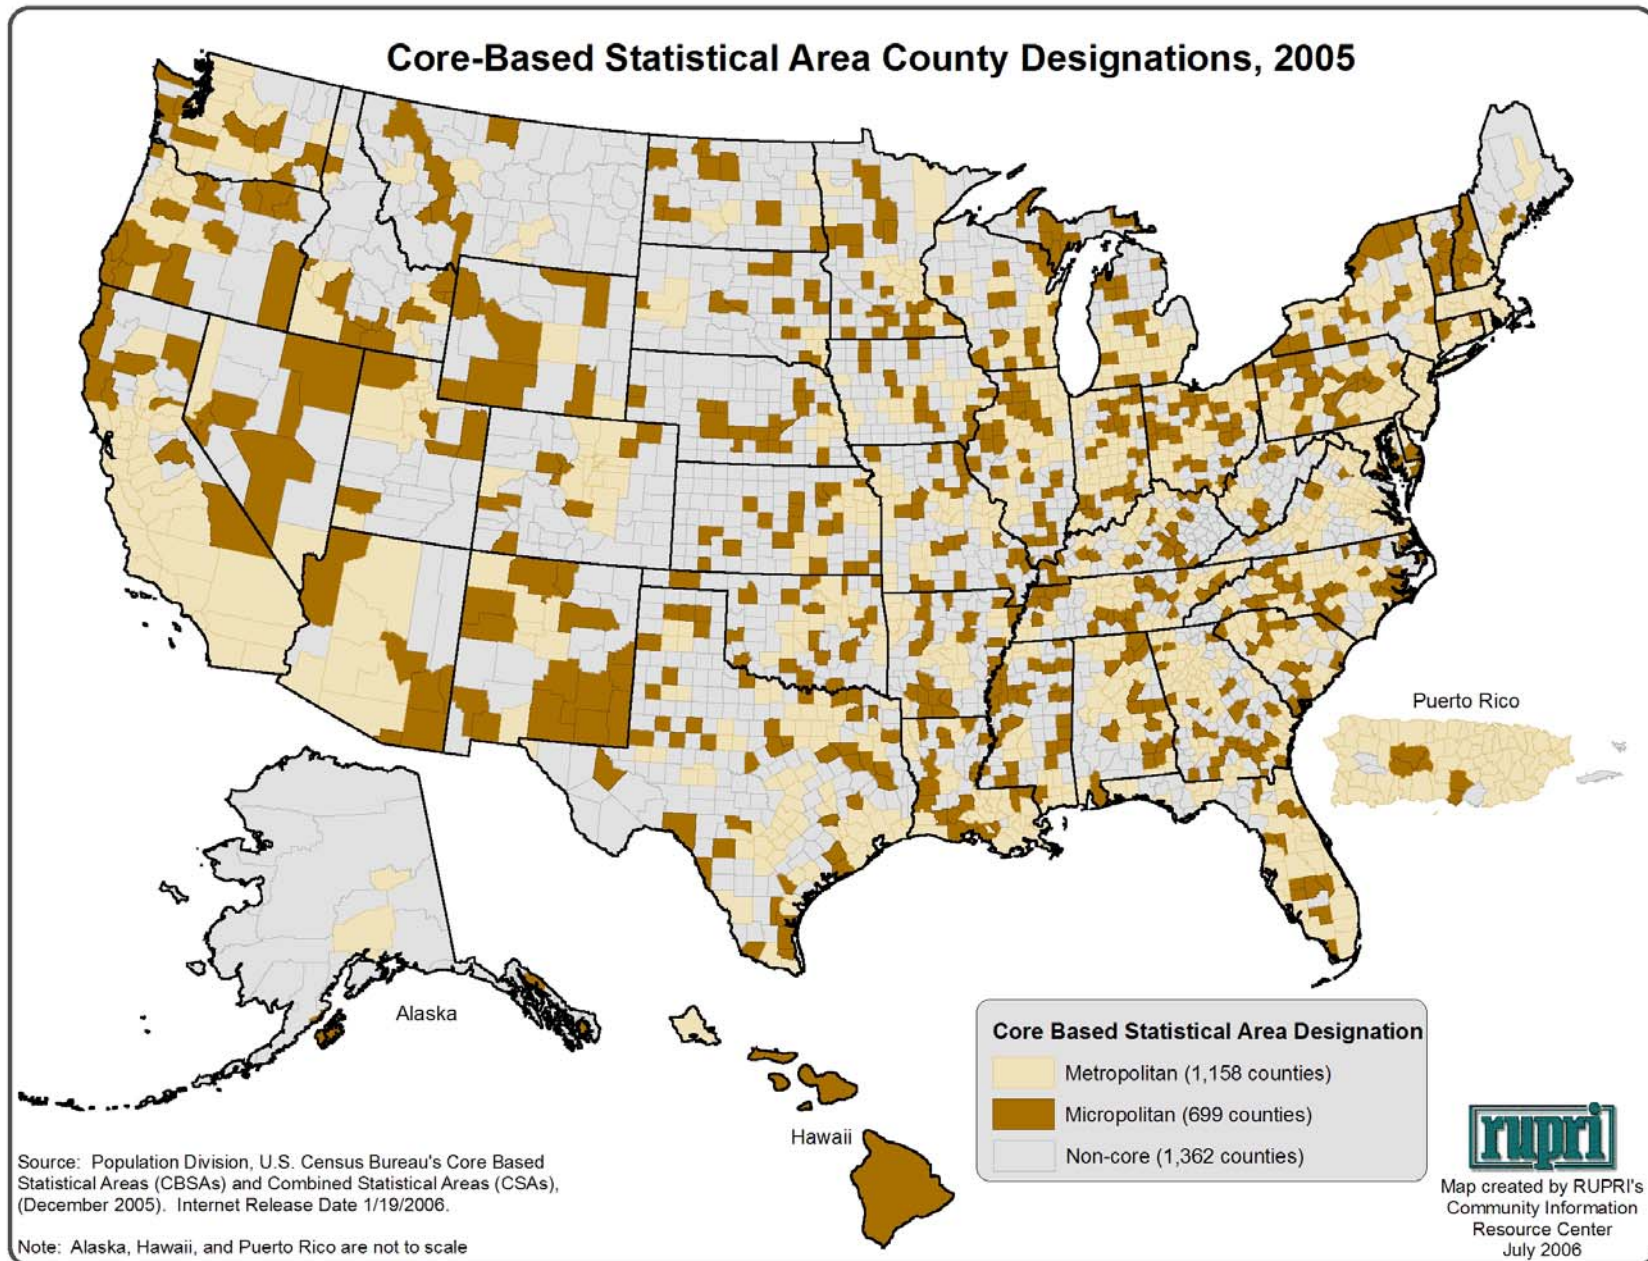 Core-Based Statistical Area County Designations, 2005
Puerto Rico
Alaska
Hawaii
Core Based Statistical Area Designation
Metropolitan (1,158 counties)
Micropolitan (699 counties)
Non-core (1,362 counties)
Source:  Population Division, U.S. Census Bureau's Core Based
Statistical Areas (CBSAs) and Combined Statistical Areas (CSAs),
(December 2005).  Internet Release Date 1/19/2006.
Note:  Alaska, Hawaii, and Puerto Rico are not to scale
rupri
Map created by RUPRI's
Community Information
Resource Center
July 2006